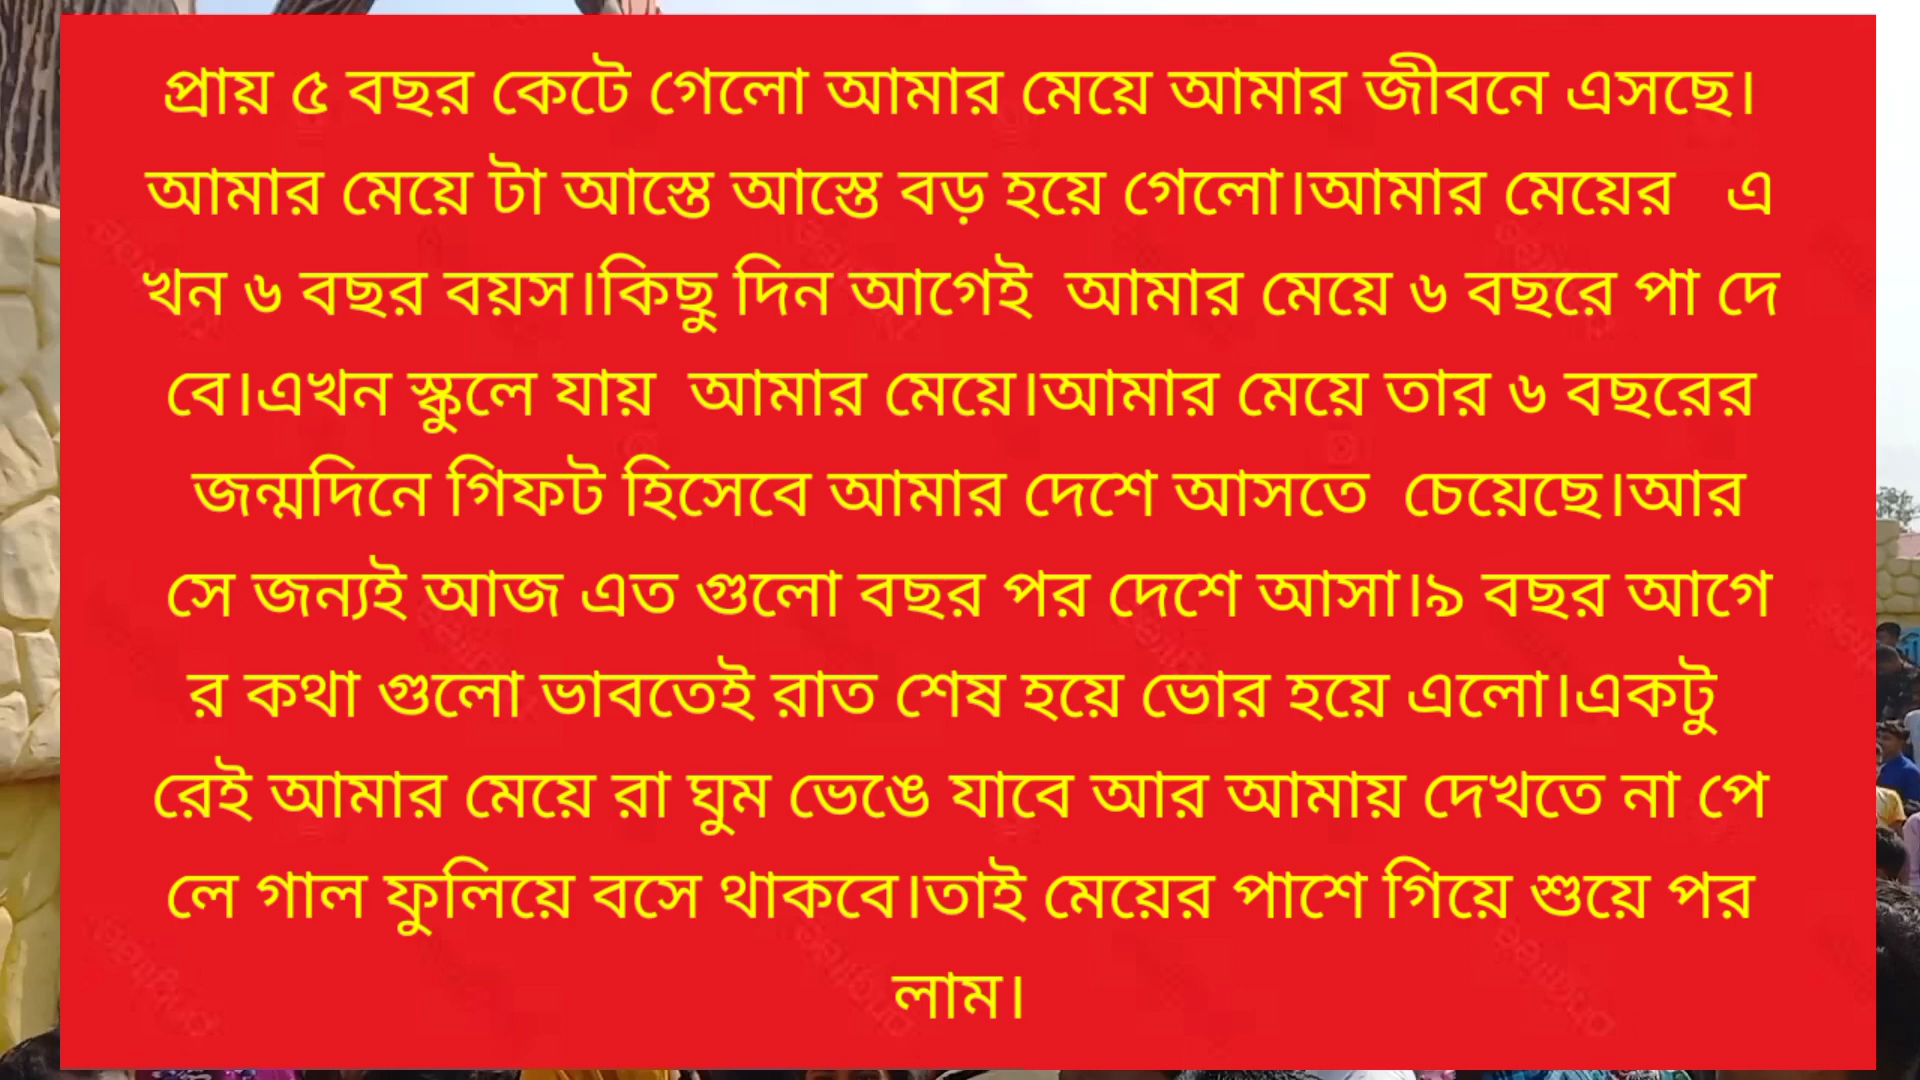 প্রায় ৫ বছর কেটে গেলো আমার মেয়ে আমার জীবনে এসছে।
আমার মেয়ে টা আস্তে আস্তে বড় হয়ে গেলো।আমার মেয়ের এ
খন ৬ বছর বয়স।কিছু দিন আগেই আমার মেয়ে ৬ বছরে পা দে
বে।এখন স্কুলে যায় আমার মেয়ে।আমার মেয়ে তার ৬ বছরের
জন্মদিনে গিফট হিসেবে আমার দেশে আসতে চেয়েছে।আর
সে জন্যই আজ এত গুলো বছর পর দেশে আসা।৯ বছর আগে
র কথা গুলো ভাবতেই রাত শেষ হয়ে ভোর হয়ে এলো।একটু
রেই আমার মেয়ে রা ঘুম ভেঙে যাবে আর আমায় দেখতে না পে
লে গাল ফুলিয়ে বসে থাকবে।তাই মেয়ের পাশে গিয়ে শুয়ে পর
লাম।